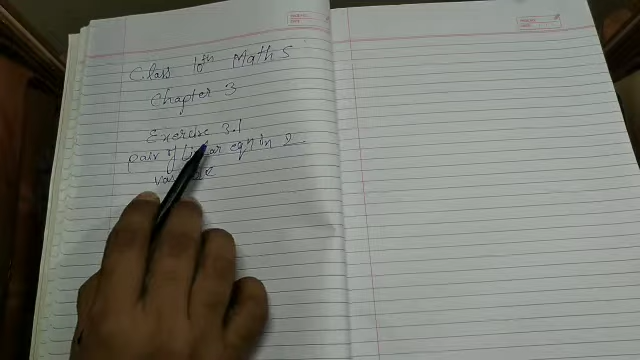 Class 10th Maths
Chapter 3
Exercise 3.1
pair of linear eqn in 2